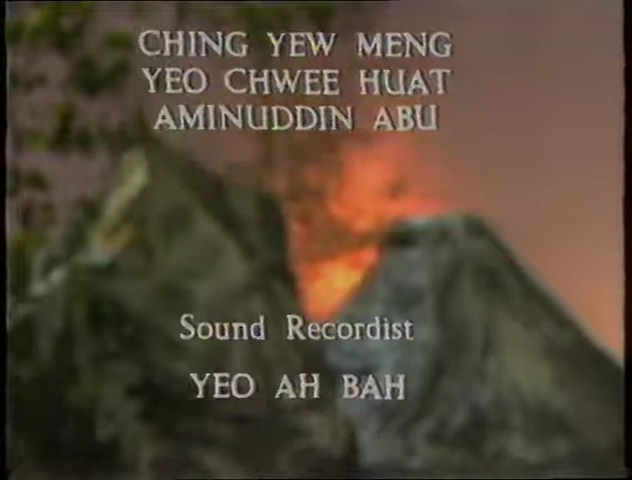 CHING YEW MENG
YEO CHWEE HUAT
AMINUDDIN ABU
Sound Recordist
YEO AH BAH